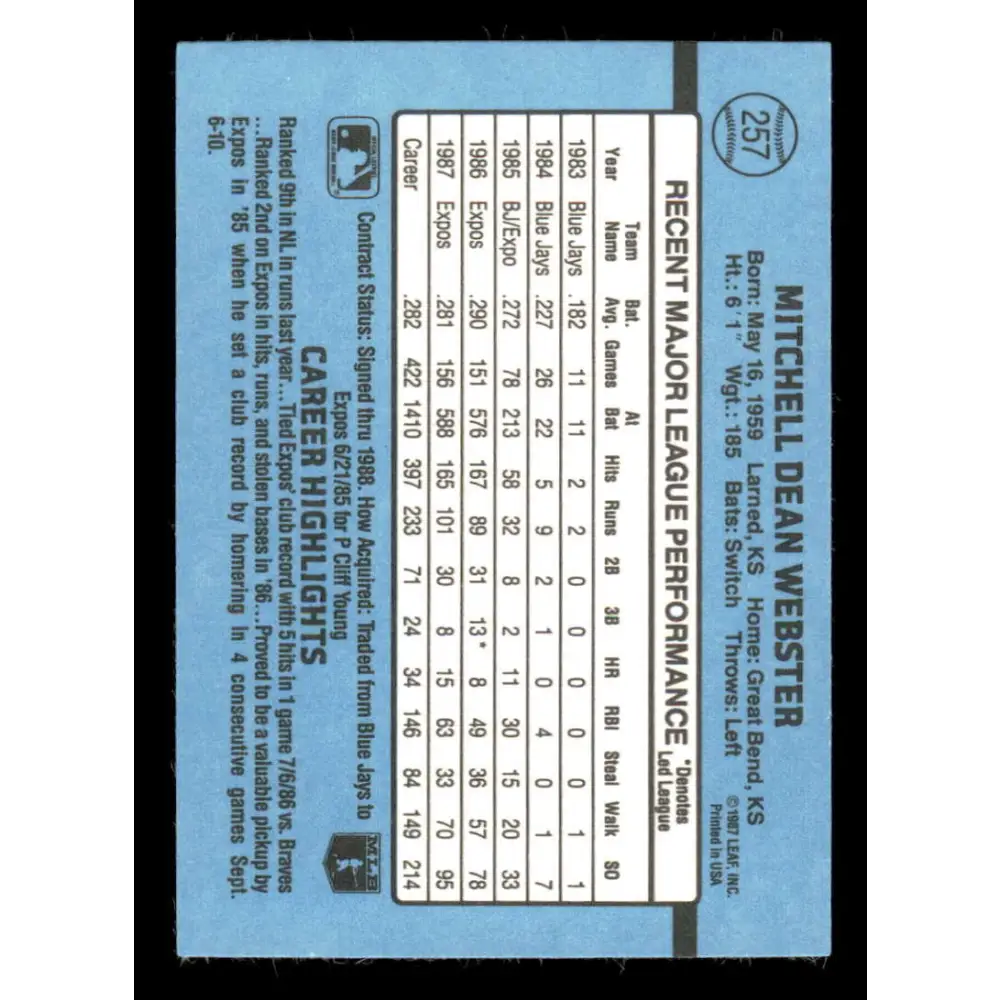 257
MITCHELL DEAN WEBSTER
Born: May 16, 1959 Larned, KS Home: Great Bend, KS
Ht.: 6'1" Wgt.: 185 Bats: Switch Throws: Left
©1987 LEAF, INC.
Printed in USA
RECENT MAJOR LEAGUE PERFORMANCE *Denotes Led League
Year Team Name Bat. Avg. Games At Bat Hits Runs 2B 3B HR RBI Steal Walk SO
1983 Blue Jays .182 11 11 2 2 0 0 0 0 0 1 1
1984 Blue Jays .227 26 22 5 9 2 1 0 4 0 1 7
1985 BJ/Expo .272 78 213 58 32 8 2 11 30 15 20 33
1986 Expos .290 151 576 167 89 31 13* 8 49 36 57 78
1987 Expos .281 156 588 165 101 30 8 15 63 33 70 95
Career .282 422 1410 397 233 71 24 34 146 84 149 214
Contract Status: Signed thru 1988. How Acquired: Traded from Blue Jays to
Expos 6/21/85 for P Cliff Young
MLB
CAREER HIGHLIGHTS
Ranked 9th in NL in runs last year...Tied Expos' club record with 5 hits in 1 game 7/6/86 vs. Braves
...Ranked 2nd on Expos in hits, runs, and stolen bases in '86...Proved to be a valuable pickup by
Expos in '85 when he set a club record by homering in 4 consecutive games Sept.
6-10.